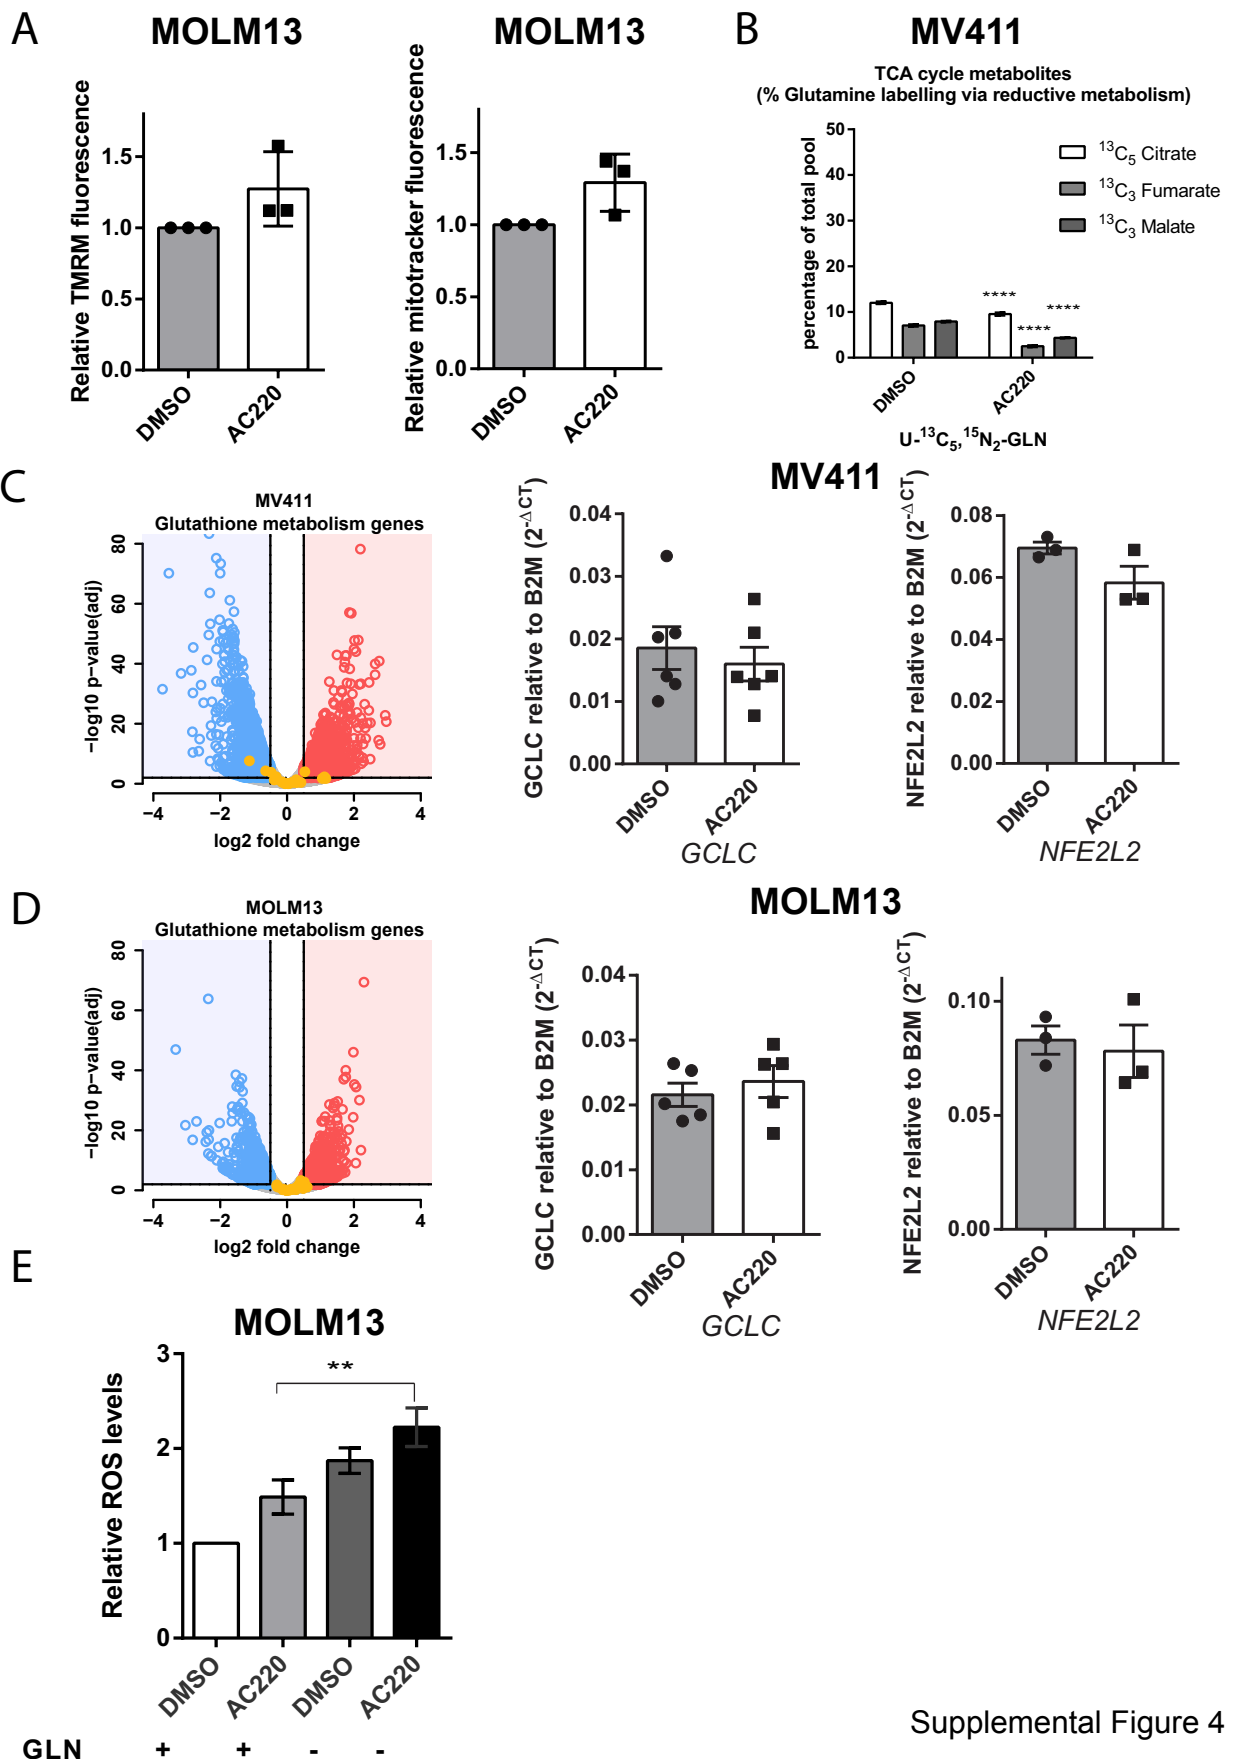 A
MOLM13
Relative TMRM fluorescence
1.5
1.0
0.5
0.0
DMSO
AC220
MOLM13
Relative mitotracker fluorescence
1.5
1.0
0.5
0.0
DMSO
AC220
B
MV411
TCA cycle metabolites
(% Glutamine labelling via reductive metabolism)
percentage of total pool
50
40
30
20
10
0
¹³C₅ Citrate
¹³C₃ Fumarate
¹³C₃ Malate
****
****
****
DMSO
AC220
U-¹³C₅,¹⁵N₂-GLN
C
MV411
Glutathione metabolism genes
−log10 p−value(adj)
80
60
40
20
0
−4
−2
0
2
4
log2 fold change
MV411
GCLC relative to B2M (2^-ΔCT)
0.04
0.03
0.02
0.01
0.00
DMSO
AC220
GCLC
NFE2L2 relative to B2M (2^-ΔCT)
0.08
0.06
0.04
0.02
0.00
DMSO
AC220
NFE2L2
D
MOLM13
Glutathione metabolism genes
−log10 p−value(adj)
80
60
40
20
0
−4
−2
0
2
4
log2 fold change
MOLM13
GCLC relative to B2M (2^-ΔCT)
0.04
0.03
0.02
0.01
0.00
DMSO
AC220
GCLC
NFE2L2 relative to B2M (2^-ΔCT)
0.10
0.05
0.00
DMSO
AC220
NFE2L2
E
MOLM13
Relative ROS levels
3
2
1
0
**
DMSO
AC220
DMSO
AC220
GLN + + - -
Supplemental Figure 4